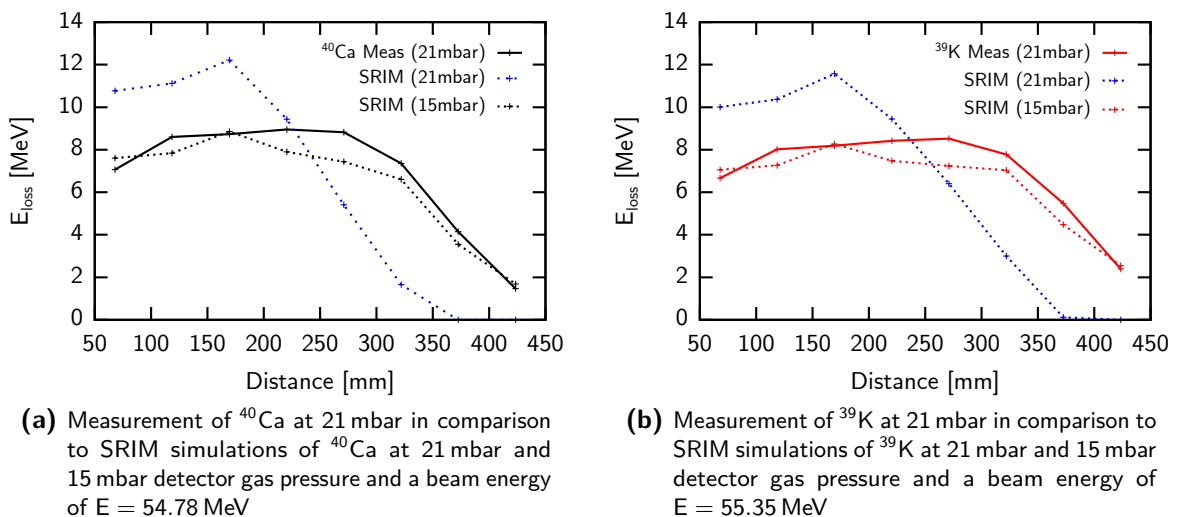 14
12
10
8
6
4
2
0
E_loss [MeV]
50 100 150 200 250 300 350 400 450
Distance [mm]
⁴⁰Ca Meas (21mbar)
SRIM (21mbar)
SRIM (15mbar)
(a) Measurement of ⁴⁰Ca at 21 mbar in comparison
to SRIM simulations of ⁴⁰Ca at 21 mbar and
15 mbar detector gas pressure and a beam energy
of E = 54.78 MeV
14
12
10
8
6
4
2
0
E_loss [MeV]
50 100 150 200 250 300 350 400 450
Distance [mm]
³⁹K Meas (21mbar)
SRIM (21mbar)
SRIM (15mbar)
(b) Measurement of ³⁹K at 21 mbar in comparison to
SRIM simulations of ³⁹K at 21 mbar and 15 mbar
detector gas pressure and a beam energy of
E = 55.35 MeV